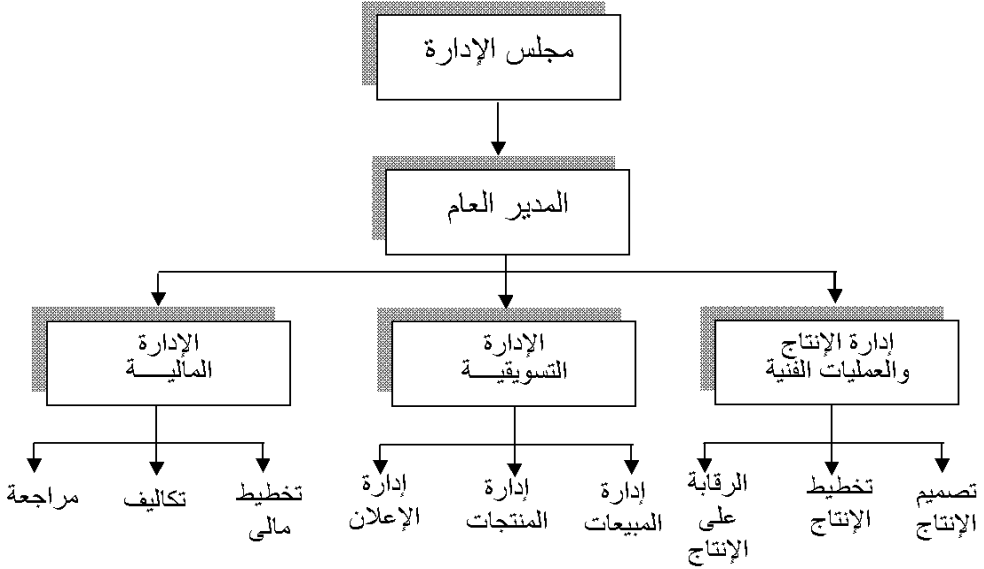 مجلس الإدارة
المدير العام
إدارة الإنتاج
والعمليات الفنية
الإدارة
التسويقيـــة
الإدارة
الماليـــــة
تصميم
الإنتاج
تخطيط
الإنتاج
الرقابة
على
الإنتاج
إدارة
المبيعات
إدارة
المنتجات
إدارة
الإعلان
تخطيط
مالى
تكاليف
مراجعة